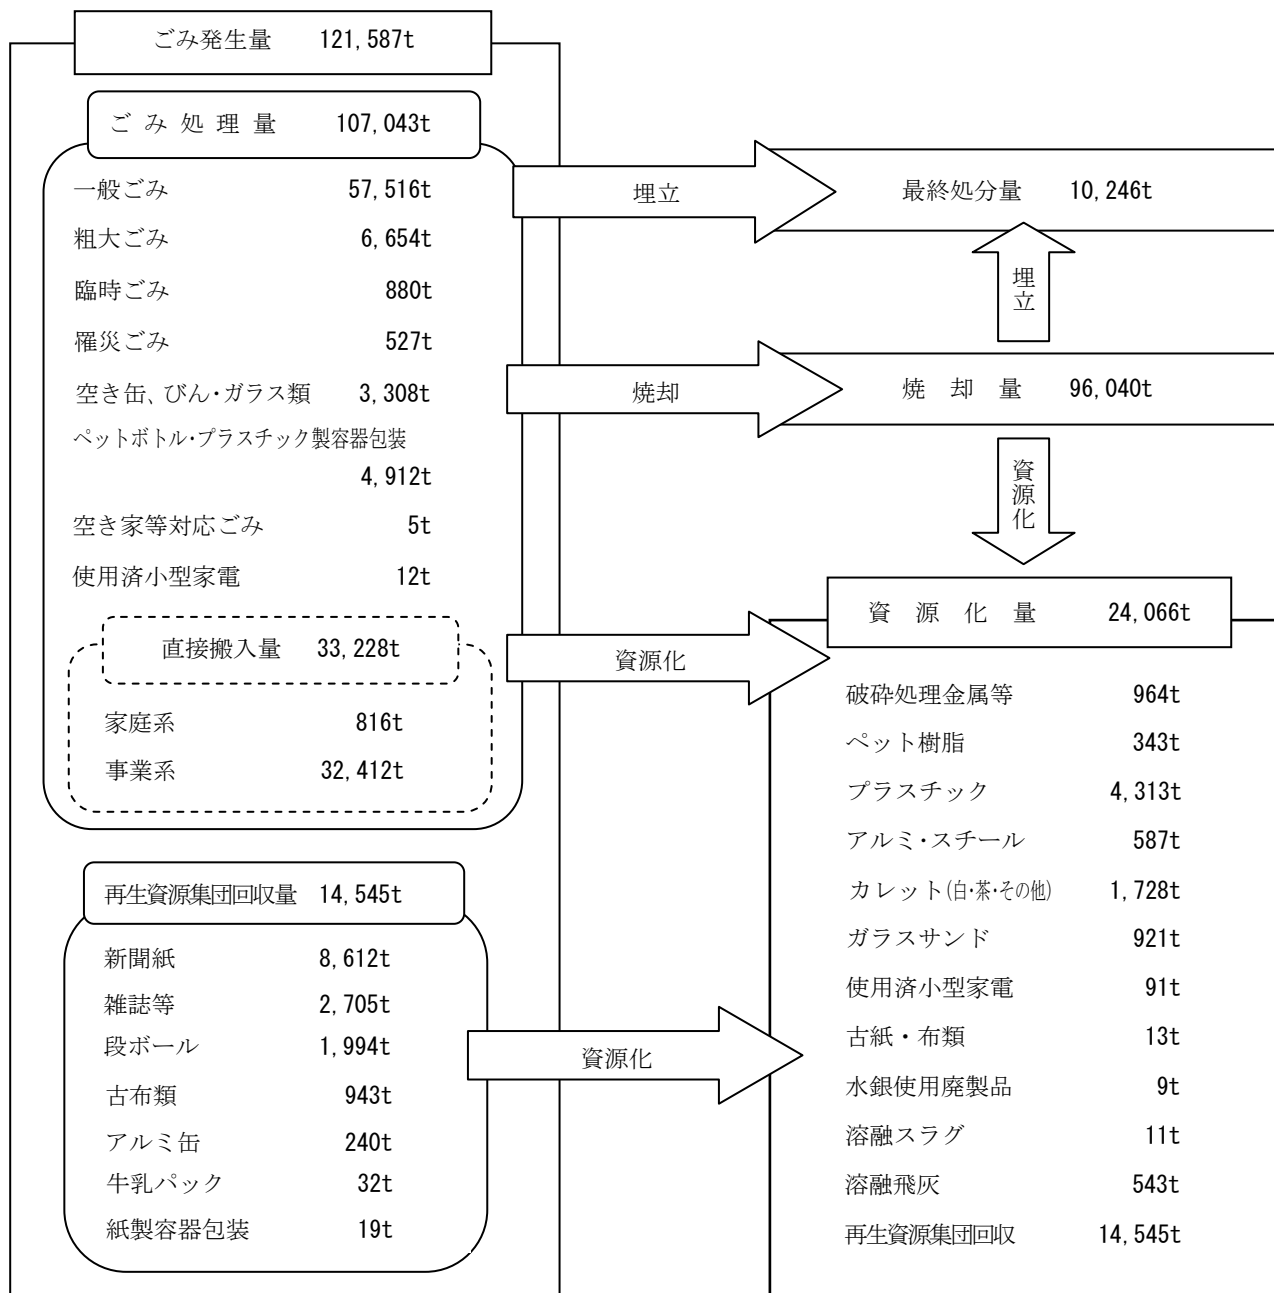 ごみ発生量 121,587t
ごみ処理量 107,043t
一般ごみ 57,516t
粗大ごみ 6,654t
臨時ごみ 880t
罹災ごみ 527t
空き缶、びん・ガラス類 3,308t
ペットボトル・プラスチック製容器包装
4,912t
空き家等対応ごみ 5t
使用済小型家電 12t
直接搬入量 33,228t
家庭系 816t
事業系 32,412t
再生資源集団回収量 14,545t
新聞紙 8,612t
雑誌等 2,705t
段ボール 1,994t
古布類 943t
アルミ缶 240t
牛乳パック 32t
紙製容器包装 19t
埋立
焼却
資源化
資源化
最終処分量 10,246t
埋立
焼却量 96,040t
資源化
資源化量 24,066t
破砕処理金属等 964t
ペット樹脂 343t
プラスチック 4,313t
アルミ・スチール 587t
カレット(白・茶・その他) 1,728t
ガラスサンド 921t
使用済小型家電 91t
古紙・布類 13t
水銀使用廃製品 9t
溶融スラグ 11t
溶融飛灰 543t
再生資源集団回収 14,545t